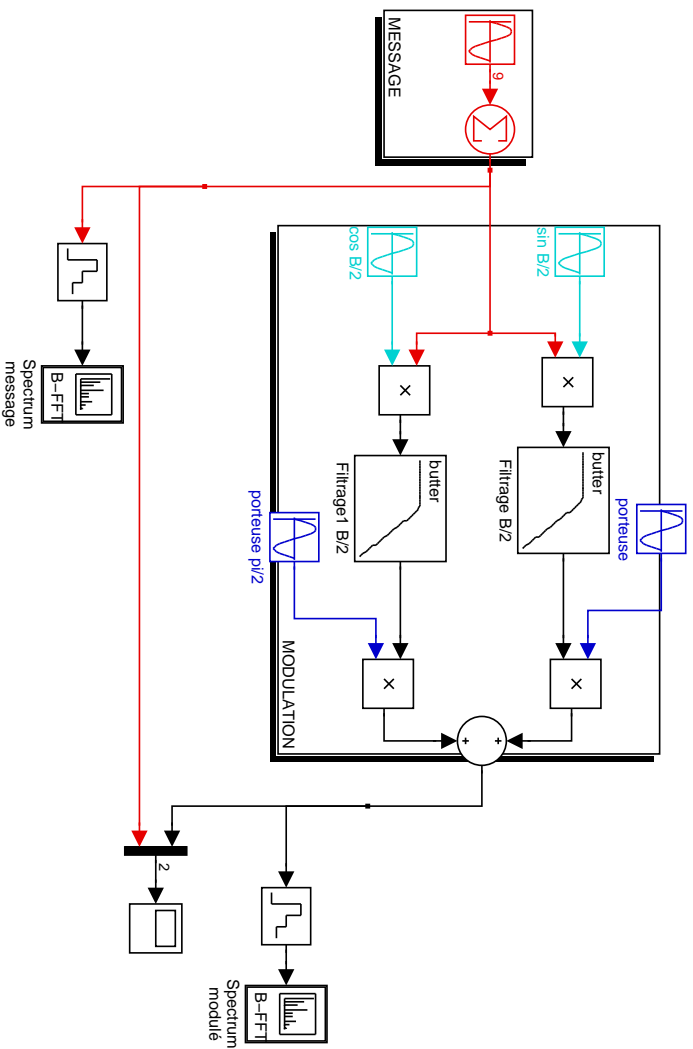 porteuse
butter
×
×
sin B/2
Filtrage B/2
9
+
+
butter
×
MESSAGE
×
cos B/2
Filtrage1 B/2
MODULATION
porteuse pi/2
B−FFT
Spectrum
modulé
2
B−FFT
Spectrum
message